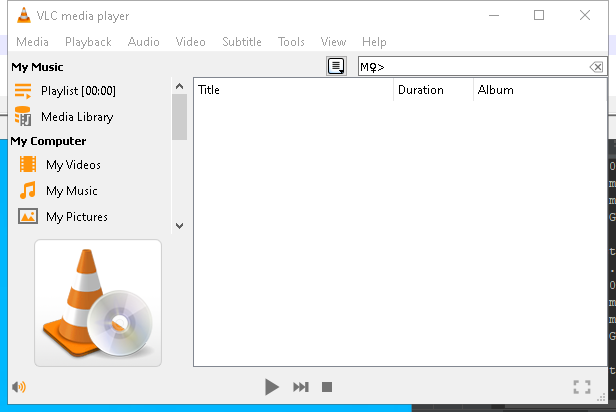 VLC media player
Media Playback Audio Video Subtitle Tools View Help
My Music
M♀>
Playlist [00:00]
Media Library
My Computer
My Videos
My Music
My Pictures
Title Duration Album